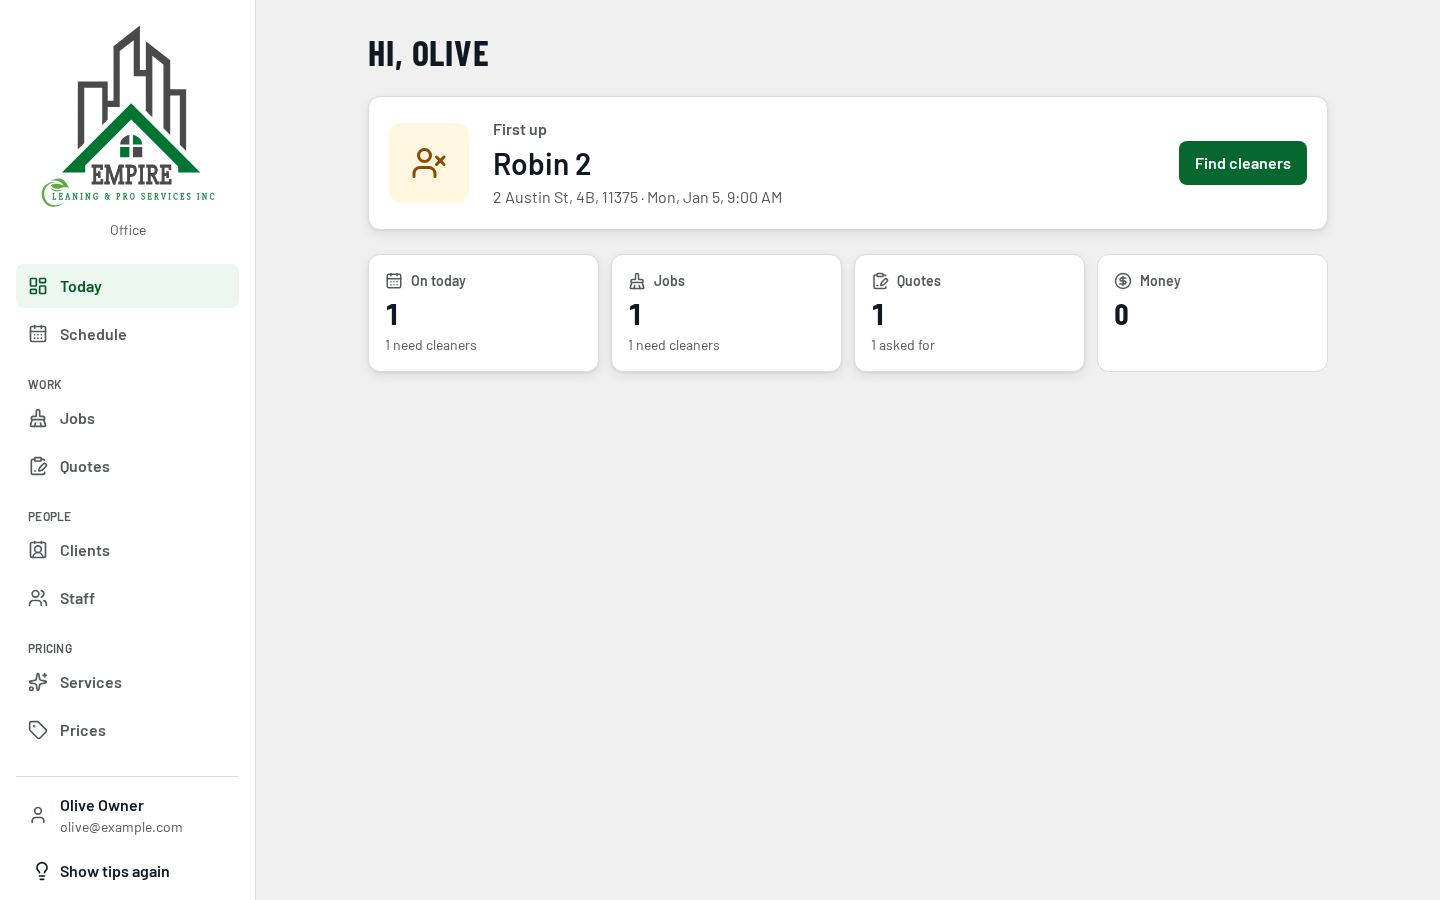 EMPIRE
LEANING & PRO SERVICES INC
Office
Today
Schedule
WORK
Jobs
Quotes
PEOPLE
Clients
Staff
PRICING
Services
Prices
Olive Owner
olive@example.com
Show tips again
HI, OLIVE
First up
Robin 2
2 Austin St, 4B, 11375 · Mon, Jan 5, 9:00 AM
Find cleaners
On today
1
1 need cleaners
Jobs
1
1 need cleaners
Quotes
1
1 asked for
Money
0